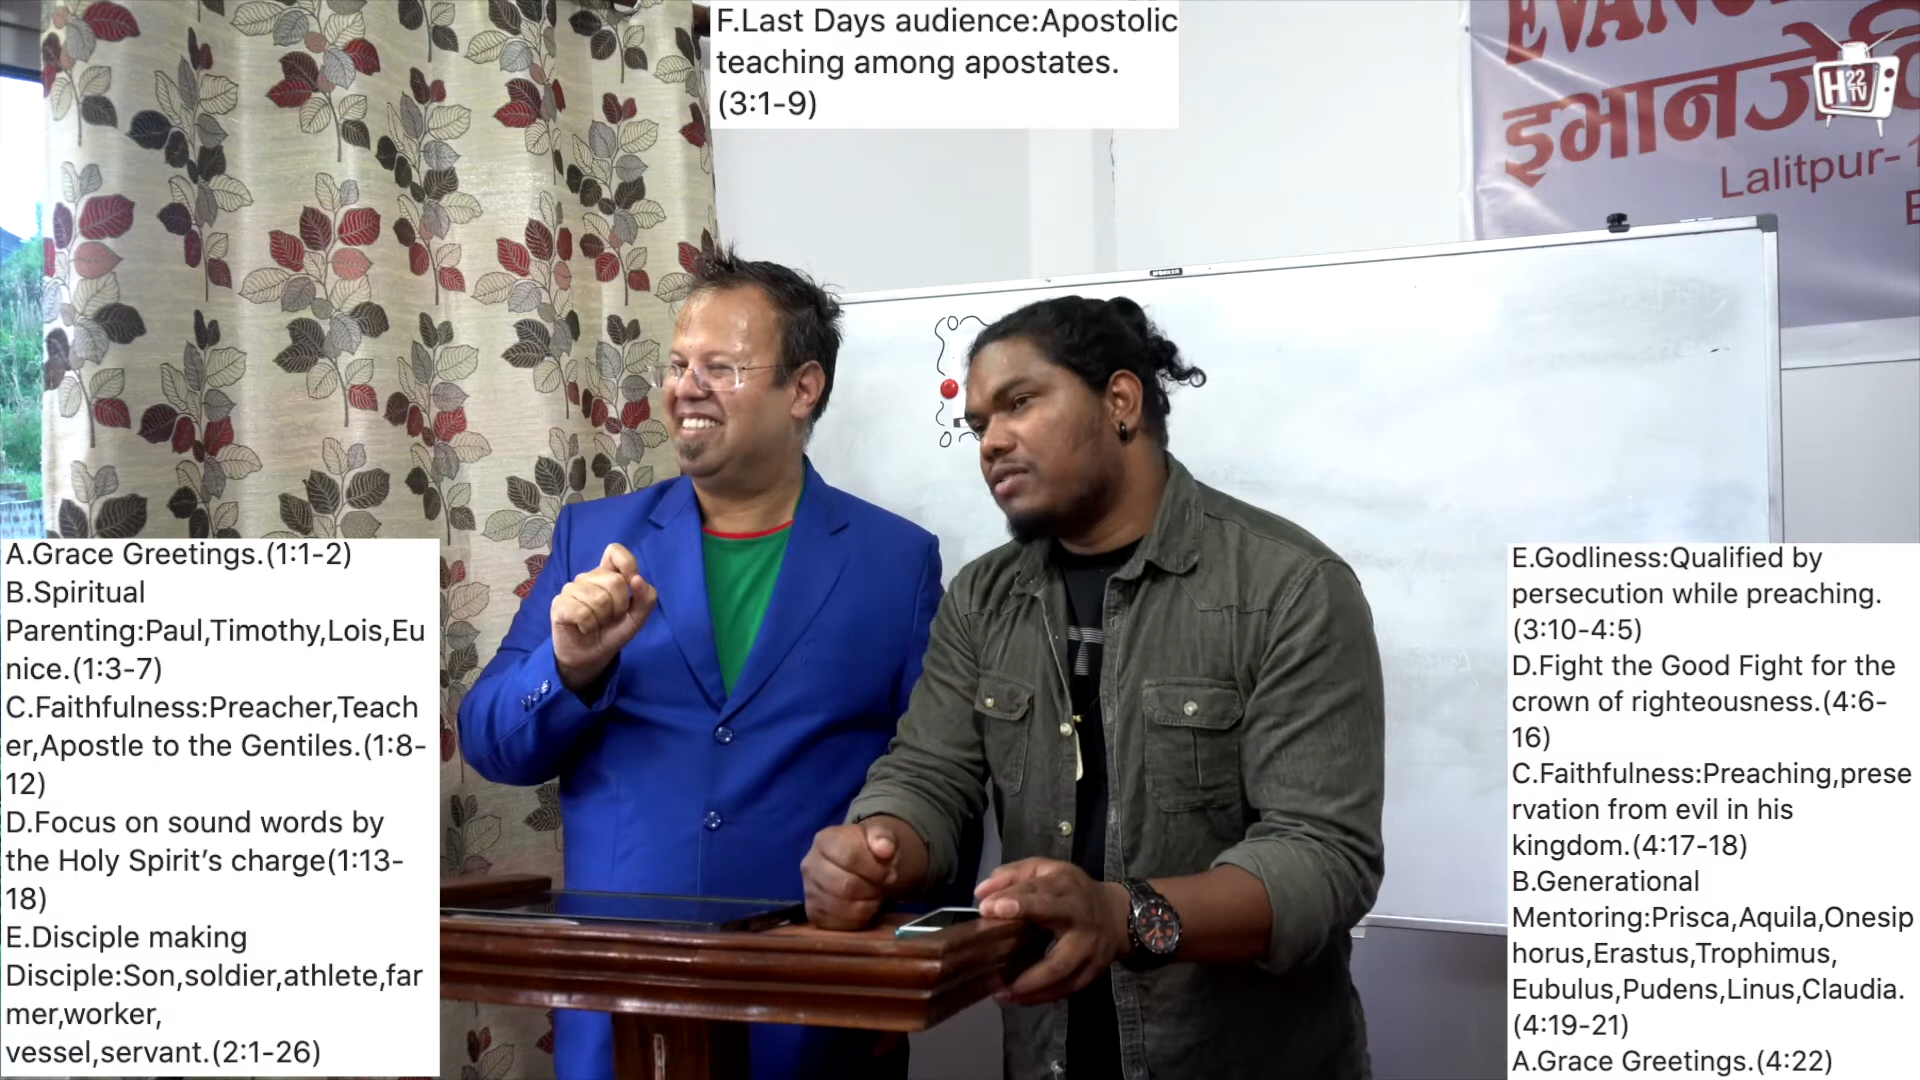 F.Last Days audience:Apostolic
teaching among apostates.
(3:1-9)
इभानजे
Lalitpur-1
H22
TV
A.Grace Greetings.(1:1-2)
B.Spiritual
Parenting:Paul,Timothy,Lois,Eu
nice.(1:3-7)
C.Faithfulness:Preacher,Teach
er,Apostle to the Gentiles.(1:8-
12)
D.Focus on sound words by
the Holy Spirit’s charge(1:13-
18)
E.Disciple making
Disciple:Son,soldier,athlete,far
mer,worker,
vessel,servant.(2:1-26)
E.Godliness:Qualified by
persecution while preaching.
(3:10-4:5)
D.Fight the Good Fight for the
crown of righteousness.(4:6-
16)
C.Faithfulness:Preaching,prese
rvation from evil in his
kingdom.(4:17-18)
B.Generational
Mentoring:Prisca,Aquila,Onesip
horus,Erastus,Trophimus,
Eubulus,Pudens,Linus,Claudia.
(4:19-21)
A.Grace Greetings.(4:22)